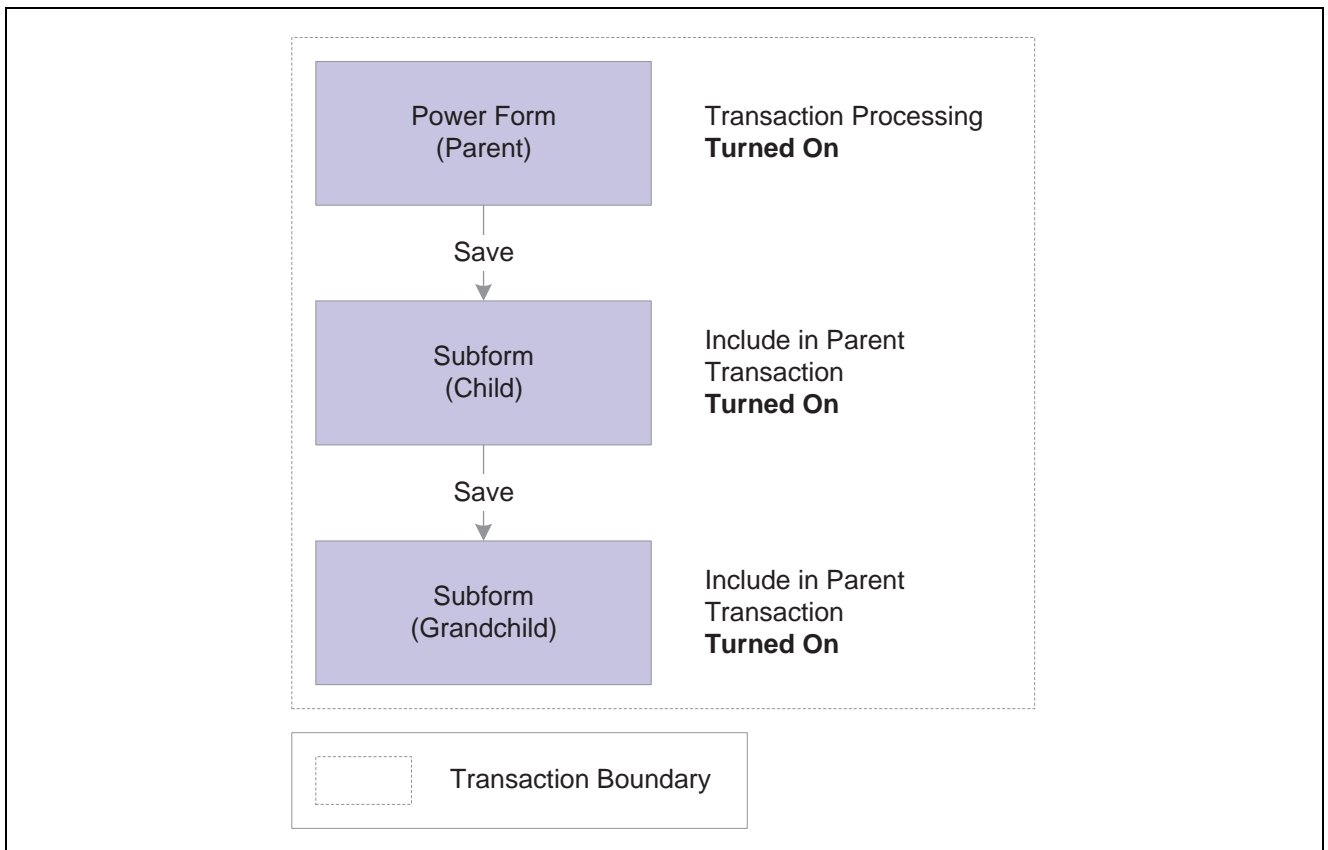 Power Form
(Parent)
Transaction Processing
Turned On
Save
Subform
(Child)
Include in Parent
Transaction
Turned On
Save
Subform
(Grandchild)
Include in Parent
Transaction
Turned On
Transaction Boundary